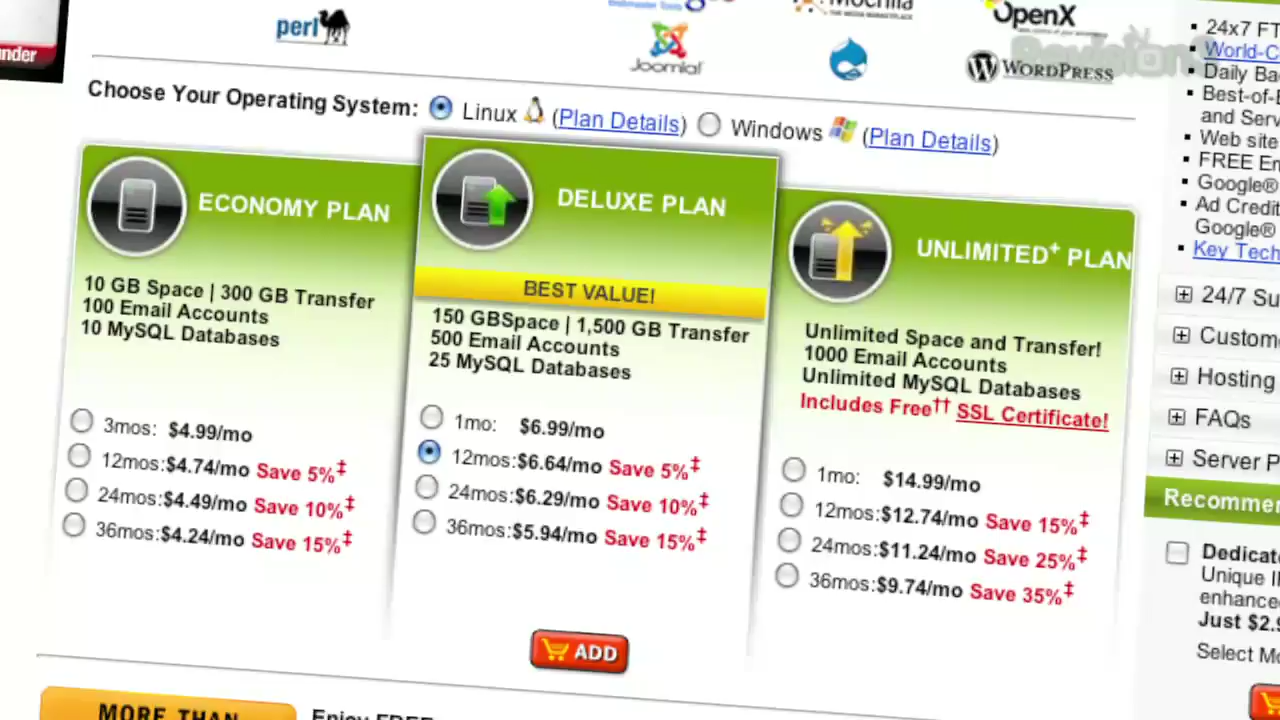 perl
Joomla!
OpenX
WORDPRESS
Revision3
Choose Your Operating System: Linux (Plan Details) Windows (Plan Details)
ECONOMY PLAN
10 GB Space | 300 GB Transfer
100 Email Accounts
10 MySQL Databases
3mos: $4.99/mo
12mos:$4.74/mo Save 5%‡
24mos:$4.49/mo Save 10%‡
36mos:$4.24/mo Save 15%‡
DELUXE PLAN
BEST VALUE!
150 GBSpace | 1,500 GB Transfer
500 Email Accounts
25 MySQL Databases
1mo: $6.99/mo
12mos:$6.64/mo Save 5%‡
24mos:$6.29/mo Save 10%‡
36mos:$5.94/mo Save 15%‡
ADD
UNLIMITED+ PLAN
Unlimited Space and Transfer!
1000 Email Accounts
Unlimited MySQL Databases
Includes Free†† SSL Certificate!
1mo: $14.99/mo
12mos:$12.74/mo Save 15%‡
24mos:$11.24/mo Save 25%‡
36mos:$9.74/mo Save 35%‡
24x7 FT
World-C
Daily Ba
Best-of-
and Serv
Web site
FREE Em
Google®
Ad Credit
Google®
Key Tech
24/7 Su
Custome
Hosting
FAQs
Server P
Recommen
Dedicate
Unique I
enhance
Just $2.9
Select Mo
MORE THAN
Enjoy FREE